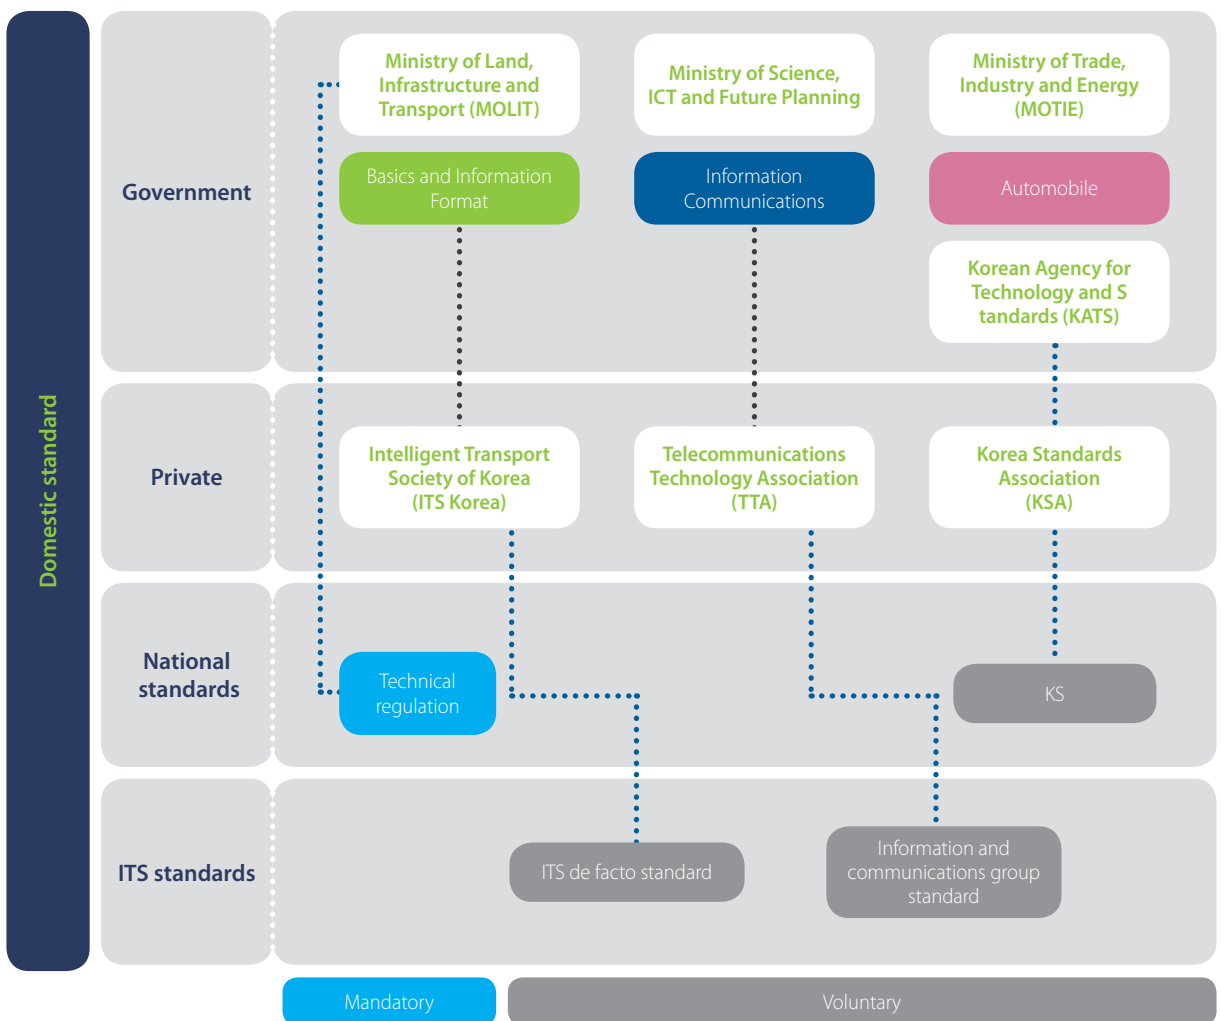 Domestic standard
Government
Ministry of Land,
Infrastructure and
Transport (MOLIT)
Ministry of Science,
ICT and Future Planning
Ministry of Trade,
Industry and Energy
(MOTIE)
Basics and Information
Format
Information
Communications
Automobile
Korean Agency for
Technology and S
tandards (KATS)
Private
Intelligent Transport
Society of Korea
(ITS Korea)
Telecommunications
Technology Association
(TTA)
Korea Standards
Association
(KSA)
National
standards
Technical
regulation
KS
ITS standards
ITS de facto standard
Information and
communications group
standard
Mandatory
Voluntary